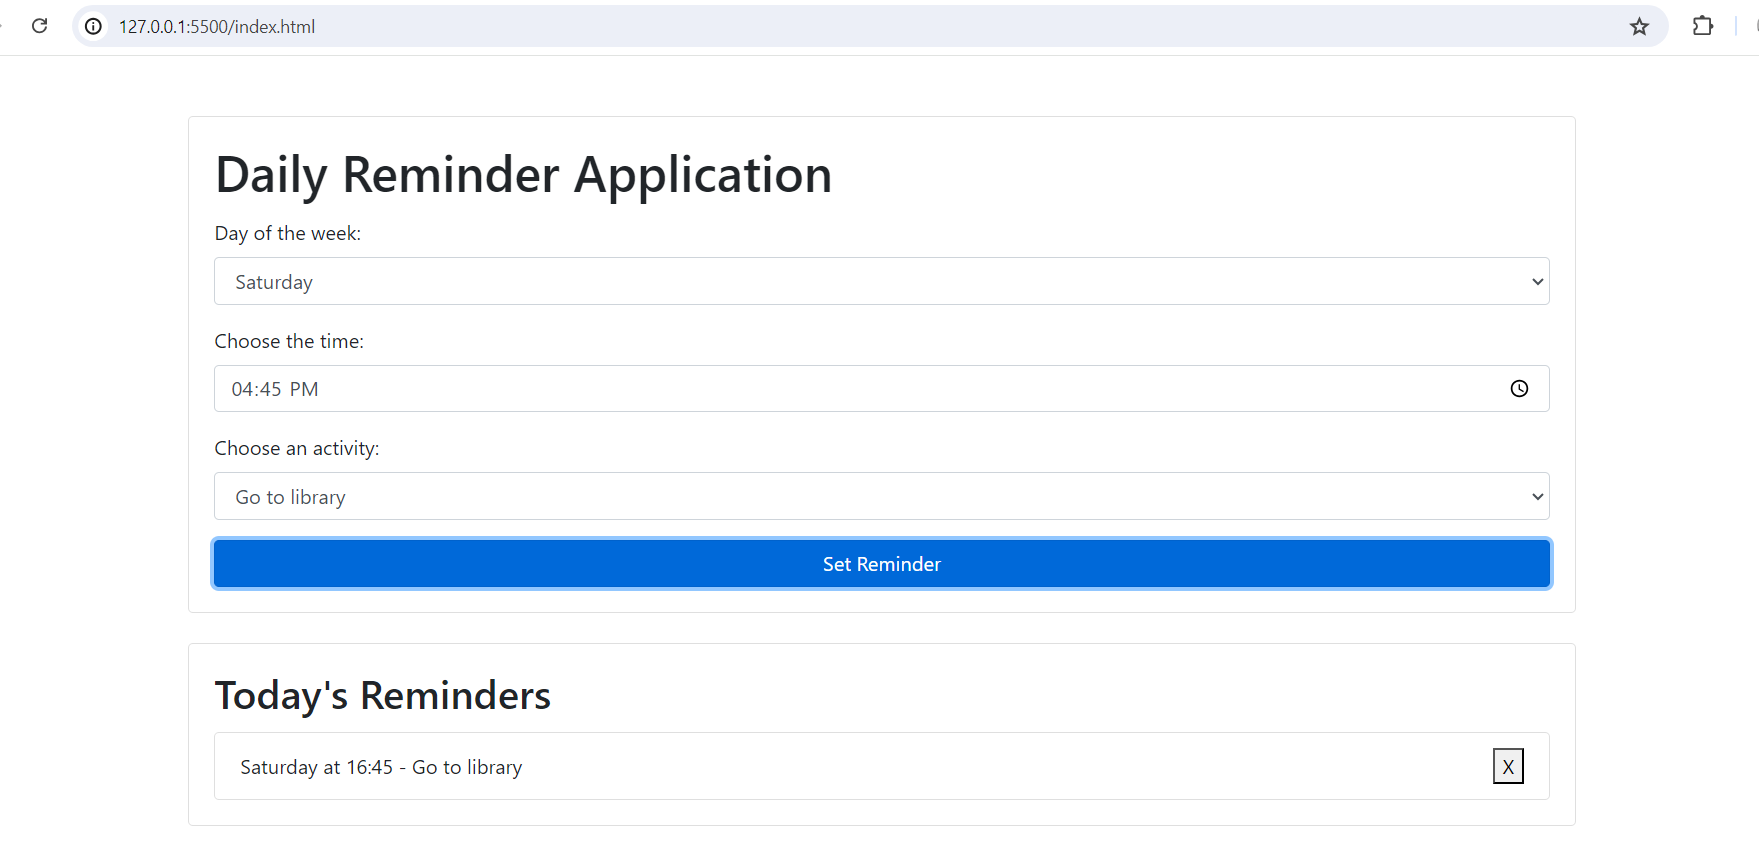 127.0.0.1:5500/index.html
Daily Reminder Application
Day of the week:
Saturday
Choose the time:
04:45 PM
Choose an activity:
Go to library
Set Reminder
Today's Reminders
Saturday at 16:45 - Go to library X